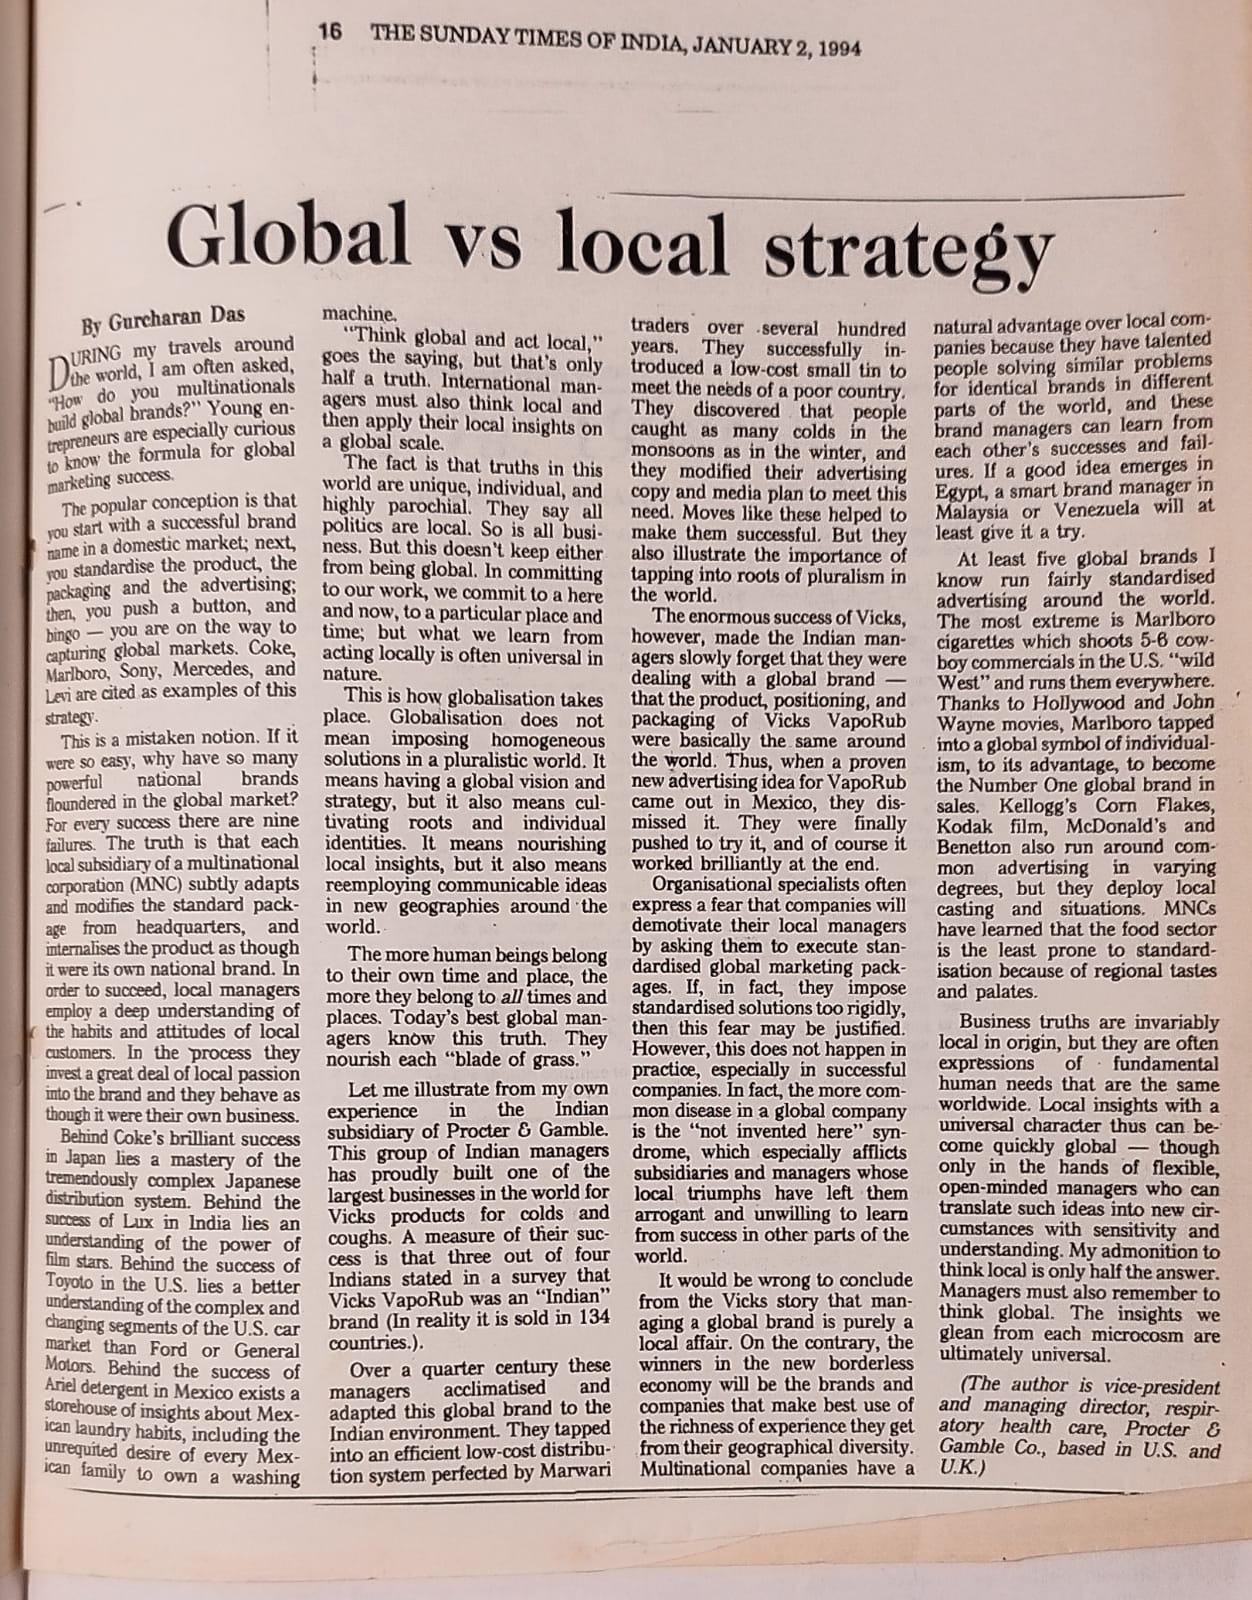 16 THE SUNDAY TIMES OF INDIA, JANUARY 2, 1994
Global vs local strategy
By Gurcharan Das
DURING my travels around
the world, I am often asked,
"How do you multinationals
build global brands?" Young en-
trepreneurs are especially curious
to know the formula for global
marketing success.
The popular conception is that
you start with a successful brand
name in a domestic market; next,
you standardise the product, the
packaging and the advertising;
then, you push a button, and
bingo — you are on the way to
capturing global markets. Coke,
Marlboro, Sony, Mercedes, and
Levi are cited as examples of this
strategy.
This is a mistaken notion. If it
were so easy, why have so many
powerful national brands
floundered in the global market?
For every success there are nine
failures. The truth is that each
local subsidiary of a multinational
corporation (MNC) subtly adapts
and modifies the standard pack-
age from headquarters, and
internalises the product as though
it were its own national brand. In
order to succeed, local managers
employ a deep understanding of
the habits and attitudes of local
customers. In the process they
invest a great deal of local passion
into the brand and they behave as
though it were their own business.
Behind Coke's brilliant success
in Japan lies a mastery of the
tremendously complex Japanese
distribution system. Behind the
success of Lux in India lies an
understanding of the power of
film stars. Behind the success of
Toyoto in the U.S. lies a better
understanding of the complex and
changing segments of the U.S. car
market than Ford or General
Motors. Behind the success of
Ariel detergent in Mexico exists a
storehouse of insights about Mex-
ican laundry habits, including the
unrequited desire of every Mex-
ican family to own a washing
machine.
"Think global and act local,"
goes the saying, but that's only
half a truth. International man-
agers must also think local and
then apply their local insights on
a global scale.
The fact is that truths in this
world are unique, individual, and
highly parochial. They say all
politics are local. So is all busi-
ness. But this doesn't keep either
from being global. In committing
to our work, we commit to a here
and now, to a particular place and
time; but what we learn from
acting locally is often universal in
nature.
This is how globalisation takes
place. Globalisation does not
mean imposing homogeneous
solutions in a pluralistic world. It
means having a global vision and
strategy, but it also means cul-
tivating roots and individual
identities. It means nourishing
local insights, but it also means
reemploying communicable ideas
in new geographies around the
world.
The more human beings belong
to their own time and place, the
more they belong to all times and
places. Today's best global man-
agers know this truth. They
nourish each "blade of grass."
Let me illustrate from my own
experience in the Indian
subsidiary of Procter & Gamble.
This group of Indian managers
has proudly built one of the
largest businesses in the world for
Vicks products for colds and
coughs. A measure of their suc-
cess is that three out of four
Indians stated in a survey that
Vicks VapoRub was an "Indian"
brand (In reality it is sold in 134
countries.).
Over a quarter century these
managers acclimatised and
adapted this global brand to the
Indian environment. They tapped
into an efficient low-cost distribu-
tion system perfected by Marwari
traders over several hundred
years. They successfully in-
troduced a low-cost small tin to
meet the needs of a poor country.
They discovered that people
caught as many colds in the
monsoons as in the winter, and
they modified their advertising
copy and media plan to meet this
need. Moves like these helped to
make them successful. But they
also illustrate the importance of
tapping into roots of pluralism in
the world.
The enormous success of Vicks,
however, made the Indian man-
agers slowly forget that they were
dealing with a global brand —
that the product, positioning, and
packaging of Vicks VapoRub
were basically the same around
the world. Thus, when a proven
new advertising idea for VapoRub
came out in Mexico, they dis-
missed it. They were finally
pushed to try it, and of course it
worked brilliantly at the end.
Organisational specialists often
express a fear that companies will
demotivate their local managers
by asking them to execute stan-
dardised global marketing pack-
ages. If, in fact, they impose
standardised solutions too rigidly,
then this fear may be justified.
However, this does not happen in
practice, especially in successful
companies. In fact, the more com-
mon disease in a global company
is the "not invented here" syn-
drome, which especially afflicts
subsidiaries and managers whose
local triumphs have left them
arrogant and unwilling to learn
from success in other parts of the
world.
It would be wrong to conclude
from the Vicks story that man-
aging a global brand is purely a
local affair. On the contrary, the
winners in the new borderless
economy will be the brands and
companies that make best use of
the richness of experience they get
from their geographical diversity.
Multinational companies have a
natural advantage over local com-
panies because they have talented
people solving similar problems
for identical brands in different
parts of the world, and these
brand managers can learn from
each other's successes and fail-
ures. If a good idea emerges in
Egypt, a smart brand manager in
Malaysia or Venezuela will at
least give it a try.
At least five global brands I
know run fairly standardised
advertising around the world.
The most extreme is Marlboro
cigarettes which shoots 5-6 cow-
boy commercials in the U.S. "wild
West" and runs them everywhere.
Thanks to Hollywood and John
Wayne movies, Marlboro tapped
into a global symbol of individual-
ism, to its advantage, to become
the Number One global brand in
sales. Kellogg's Corn Flakes,
Kodak film, McDonald's and
Benetton also run around com-
mon advertising in varying
degrees, but they deploy local
casting and situations. MNCs
have learned that the food sector
is the least prone to standard-
isation because of regional tastes
and palates.
Business truths are invariably
local in origin, but they are often
expressions of fundamental
human needs that are the same
worldwide. Local insights with a
universal character thus can be-
come quickly global — though
only in the hands of flexible,
open-minded managers who can
translate such ideas into new cir-
cumstances with sensitivity and
understanding. My admonition to
think local is only half the answer.
Managers must also remember to
think global. The insights we
glean from each microcosm are
ultimately universal.
(The author is vice-president
and managing director, respir-
atory health care, Procter &
Gamble Co., based in U.S. and
U.K.)